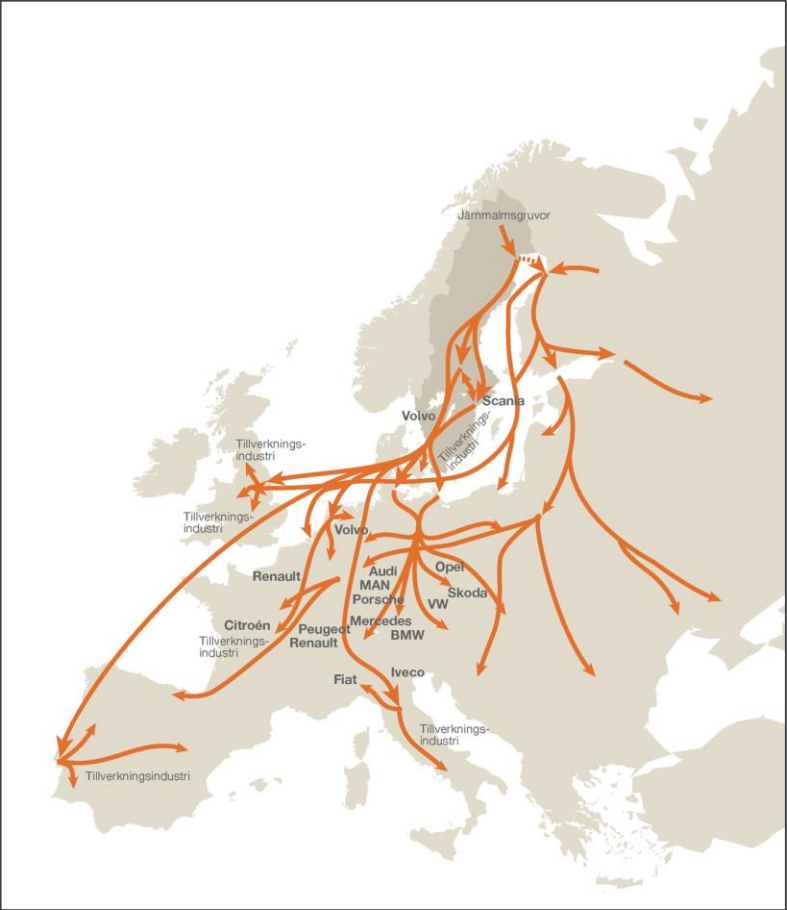 Järnmalmsgruvor
Scania
Volvo
Tillverknings-
industri
Tillverknings-
industri
Tillverknings-
industri
Volvo
Audi
MAN
Porsche
Opel
Skoda
VW
Renault
Citroén
Tillverknings-
industri
Peugeot
Renault
Mercedes
BMW
Fiat
Iveco
Tillverknings-
industri
Tillverkningsindustri